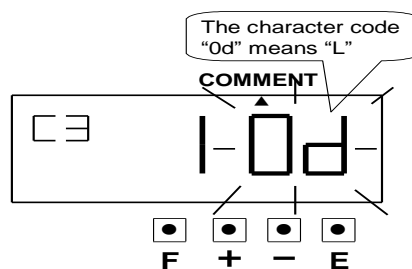 The character code
“0d” means “L”
COMMENT
C3 1-0d
F + - E